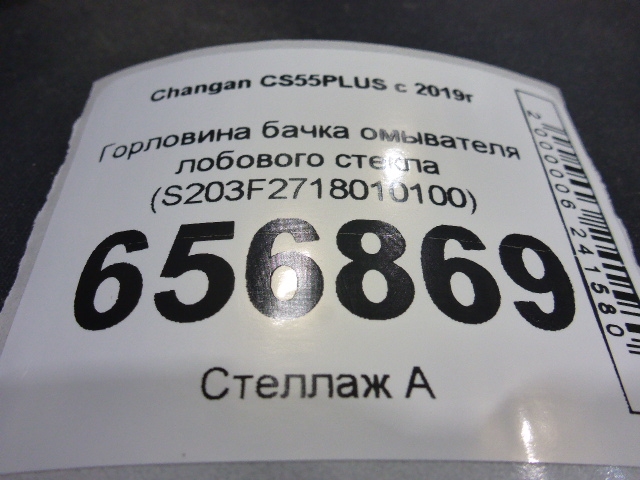 Changan CS55PLUS с 2019г
Горловина бачка омывателя
лобового стекла
(S203F2718010100)
656869
Стеллаж А
2000006241580